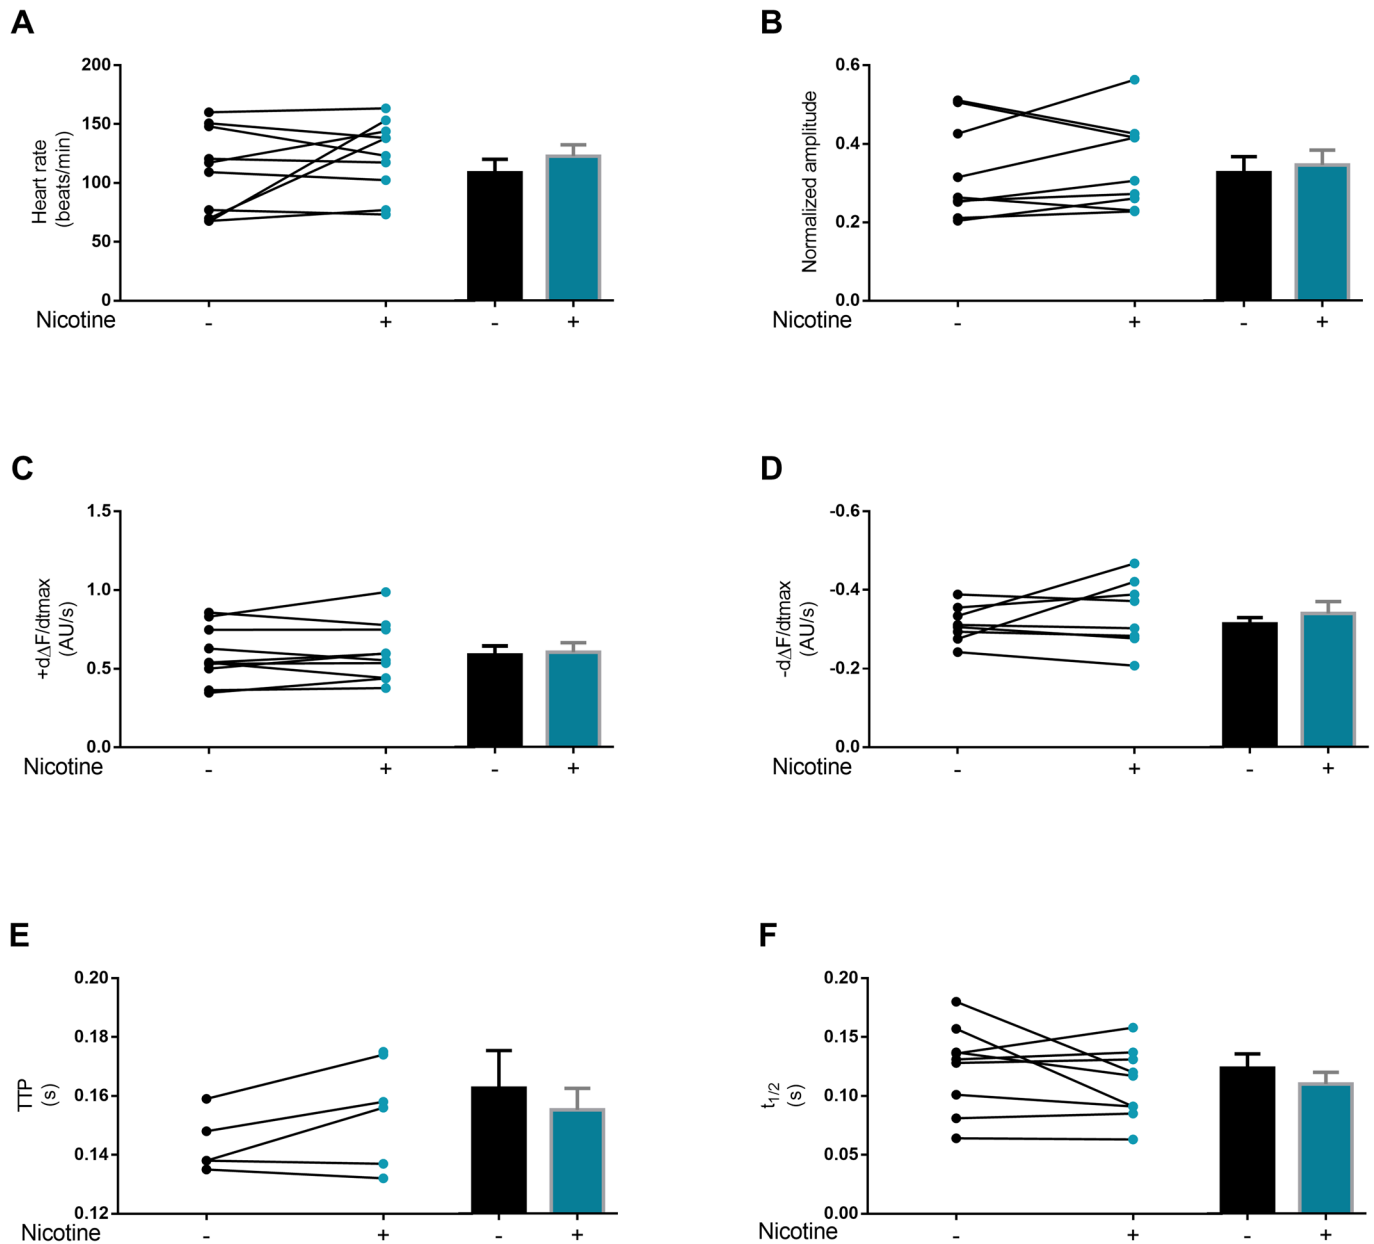 A
Heart rate
(beats/min)
200
150
100
50
0
Nicotine - + - +
B
Normalized amplitude
0.6
0.4
0.2
0.0
Nicotine - + - +
C
+dΔF/dtmax
(AU/s)
1.5
1.0
0.5
0.0
Nicotine - + - +
D
-dΔF/dtmax
(AU/s)
-0.6
-0.4
-0.2
0.0
Nicotine - + - +
E
TTP
(s)
0.20
0.18
0.16
0.14
0.12
Nicotine - + - +
F
t1/2
(s)
0.20
0.15
0.10
0.05
0.00
Nicotine - + - +